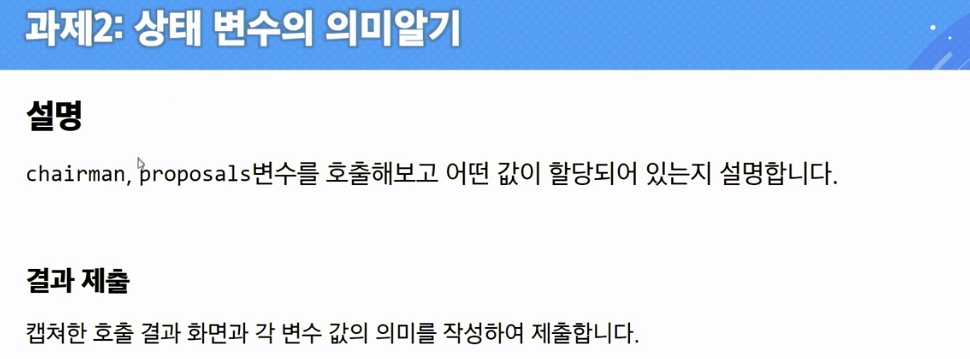 과제2: 상태 변수의 의미알기
설명
chairman, proposals변수를 호출해보고 어떤 값이 할당되어 있는지 설명합니다.
결과 제출
캡쳐한 호출 결과 화면과 각 변수 값의 의미를 작성하여 제출합니다.